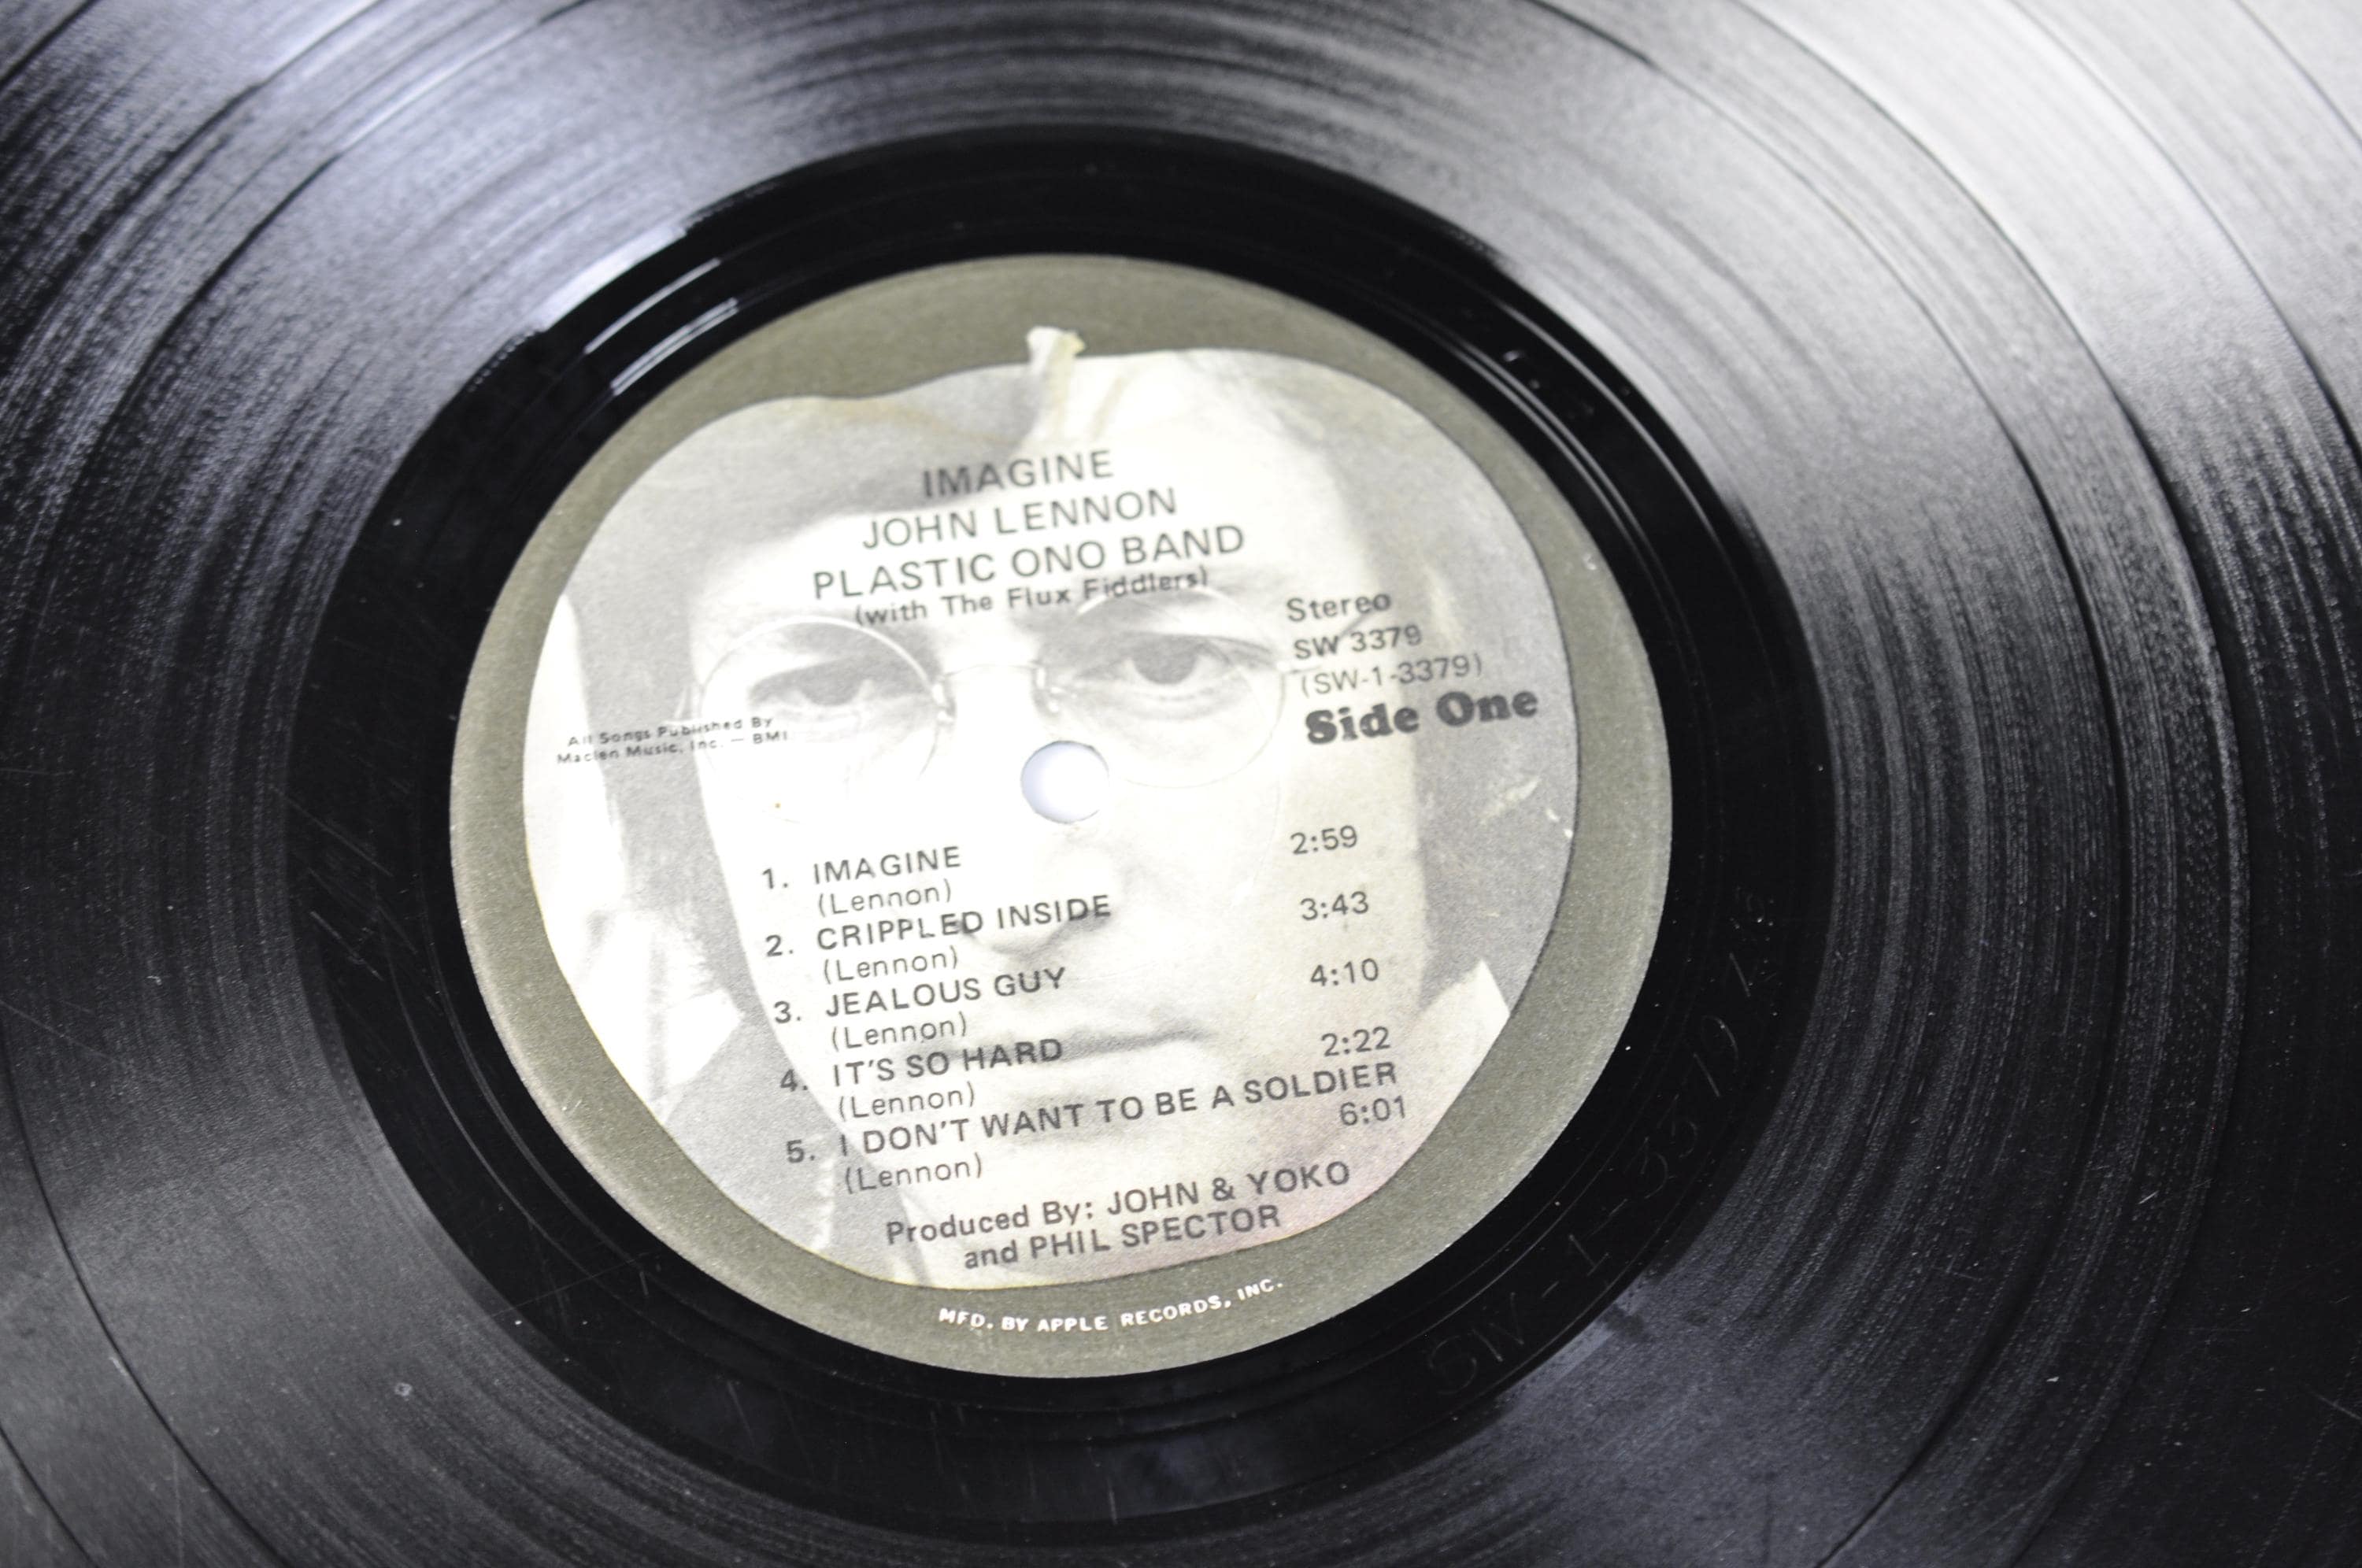 IMAGINE
JOHN LENNON
PLASTIC ONO BAND
(with The Flux Fiddlers)
Stereo
SW 3379
(SW-1-3379)
Side One
All Songs Published By
Maclen Music, Inc. — BMI
1. IMAGINE 2:59
(Lennon)
2. CRIPPLED INSIDE 3:43
(Lennon)
3. JEALOUS GUY 4:10
(Lennon)
4. IT'S SO HARD 2:22
(Lennon)
5. I DON'T WANT TO BE A SOLDIER 6:01
(Lennon)
Produced By: JOHN & YOKO
and PHIL SPECTOR
MFD. BY APPLE RECORDS, INC.